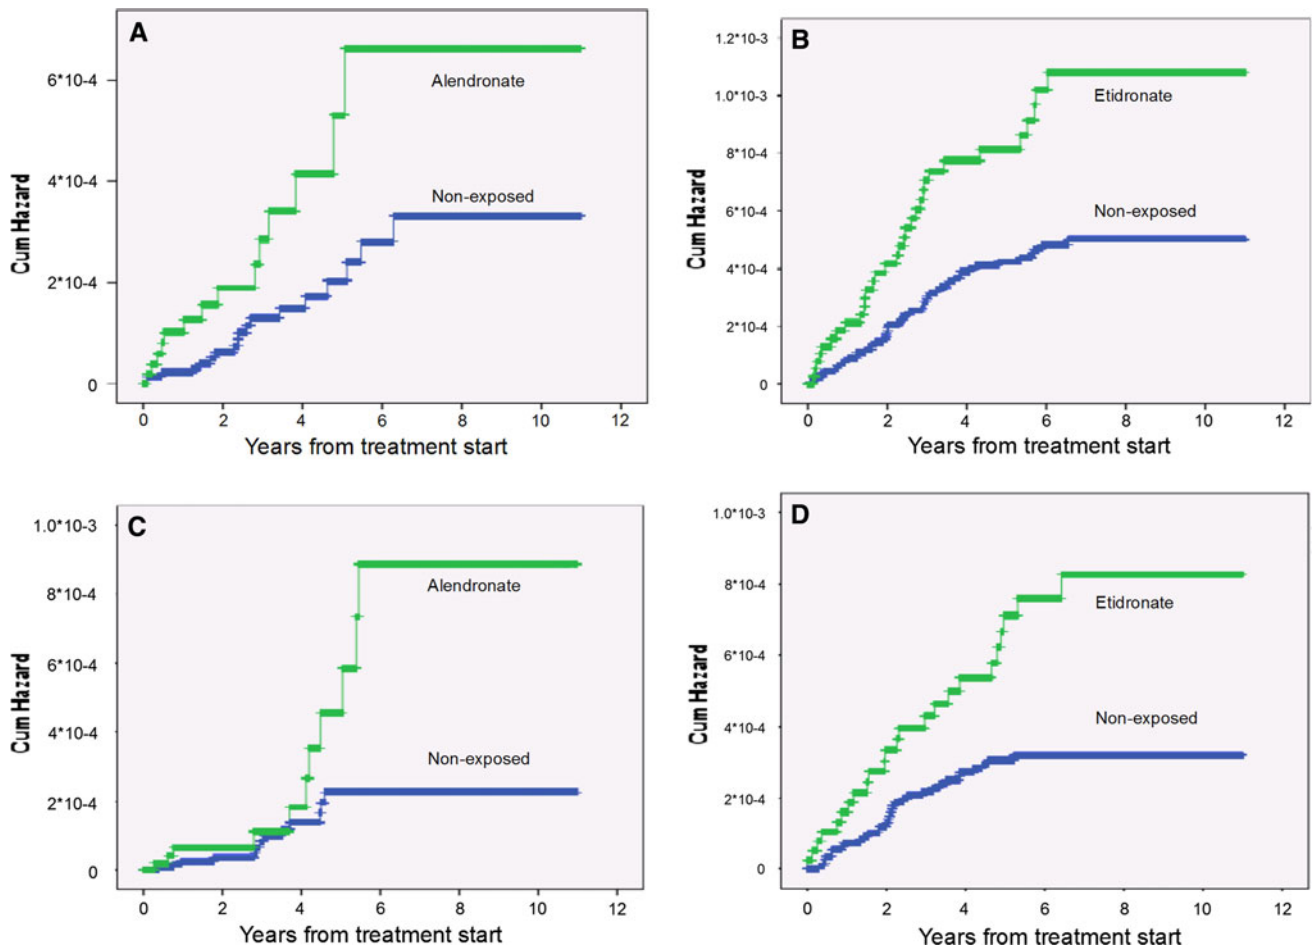 A
Alendronate
Non-exposed
Cum Hazard
6*10-4
4*10-4
2*10-4
0
0 2 4 6 8 10 12
Years from treatment start
B
Etidronate
Non-exposed
Cum Hazard
1.2*10-3
1.0*10-3
8*10-4
6*10-4
4*10-4
2*10-4
0
0 2 4 6 8 10 12
Years from treatment start
C
Alendronate
Non-exposed
Cum Hazard
1.0*10-3
8*10-4
6*10-4
4*10-4
2*10-4
0
0 2 4 6 8 10 12
Years from treatment start
D
Etidronate
Non-exposed
Cum Hazard
1.0*10-3
8*10-4
6*10-4
4*10-4
2*10-4
0
0 2 4 6 8 10 12
Years from treatment start